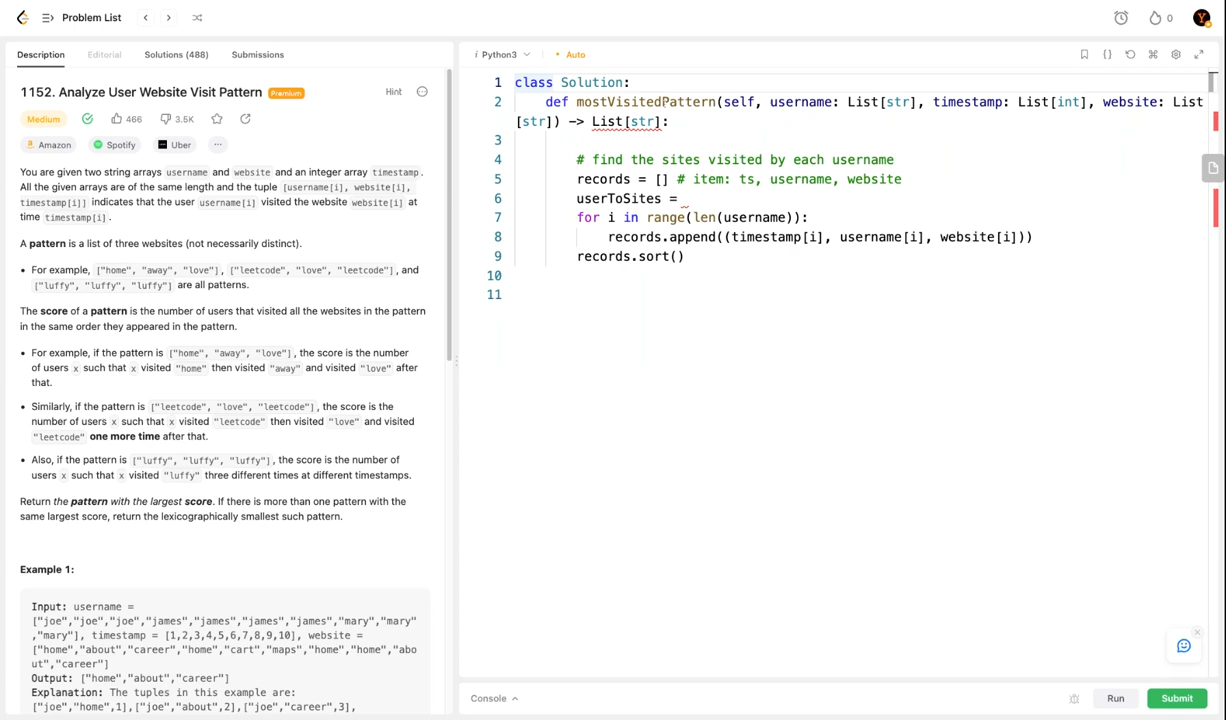 Problem List
0
Description
Editorial
Solutions (488)
Submissions
1152. Analyze User Website Visit Pattern
Premium
Hint
Medium
466
3.5K
Amazon
Spotify
Uber
You are given two string arrays username and website and an integer array timestamp.
All the given arrays are of the same length and the tuple [username[i], website[i],
timestamp[i]] indicates that the user username[i] visited the website website[i] at
time timestamp[i].
A pattern is a list of three websites (not necessarily distinct).
• For example, ["home", "away", "love"], ["leetcode", "love", "leetcode"], and
["luffy", "luffy", "luffy"] are all patterns.
The score of a pattern is the number of users that visited all the websites in the pattern
in the same order they appeared in the pattern.
• For example, if the pattern is ["home", "away", "love"], the score is the number
of users x such that x visited "home" then visited "away" and visited "love" after
that.
• Similarly, if the pattern is ["leetcode", "love", "leetcode"], the score is the
number of users x such that x visited "leetcode" then visited "love" and visited
"leetcode" one more time after that.
• Also, if the pattern is ["luffy", "luffy", "luffy"], the score is the number of
users x such that x visited "luffy" three different times at different timestamps.
Return the pattern with the largest score. If there is more than one pattern with the
same largest score, return the lexicographically smallest such pattern.
Example 1:
Input: username =
["joe","joe","joe","james","james","james","james","mary","mary"
,"mary"], timestamp = [1,2,3,4,5,6,7,8,9,10], website =
["home","about","career","home","cart","maps","home","home","abo
ut","career"]
Output: ["home","about","career"]
Explanation: The tuples in this example are:
["joe","home",1],["joe","about",2],["joe","career",3],
i Python3
• Auto
1 class Solution:
2 def mostVisitedPattern(self, username: List[str], timestamp: List[int], website: List
[str]) -> List[str]:
3
4 # find the sites visited by each username
5 records = [] # item: ts, username, website
6 userToSites =
7 for i in range(len(username)):
8 records.append((timestamp[i], username[i], website[i]))
9 records.sort()
10
11
Console
Run
Submit